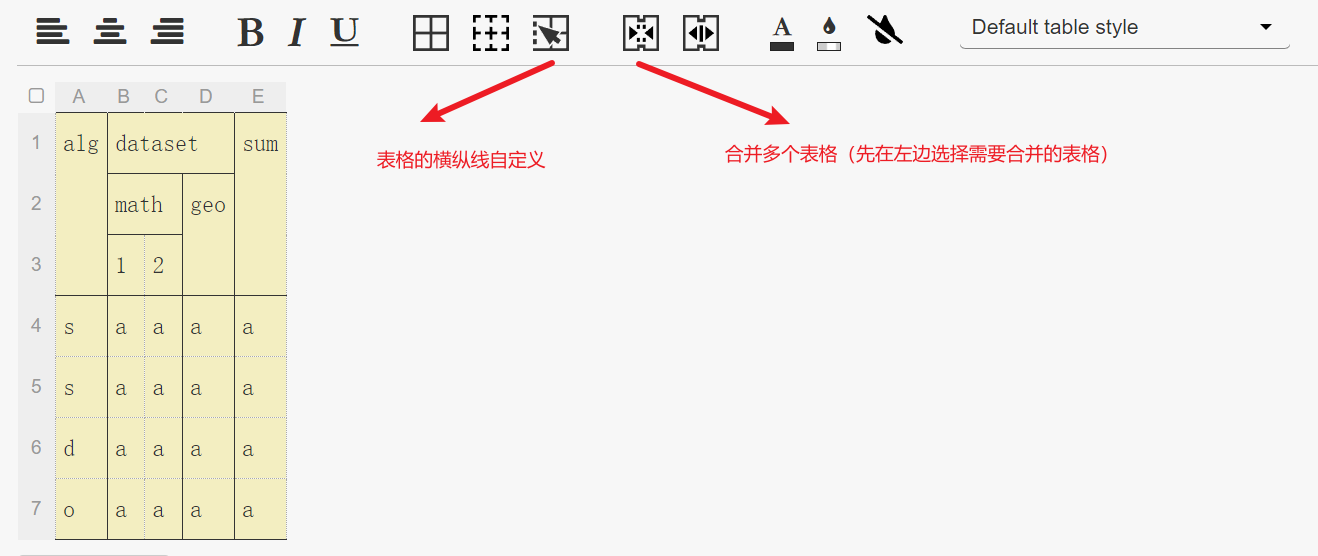 B I U A Default table style
A B C D E
1 alg dataset sum
表格的横纵线自定义
合并多个表格（先在左边选择需要合并的表格）
2 math geo
3 1 2
4 s a a a a
5 s a a a a
6 d a a a a
7 o a a a a